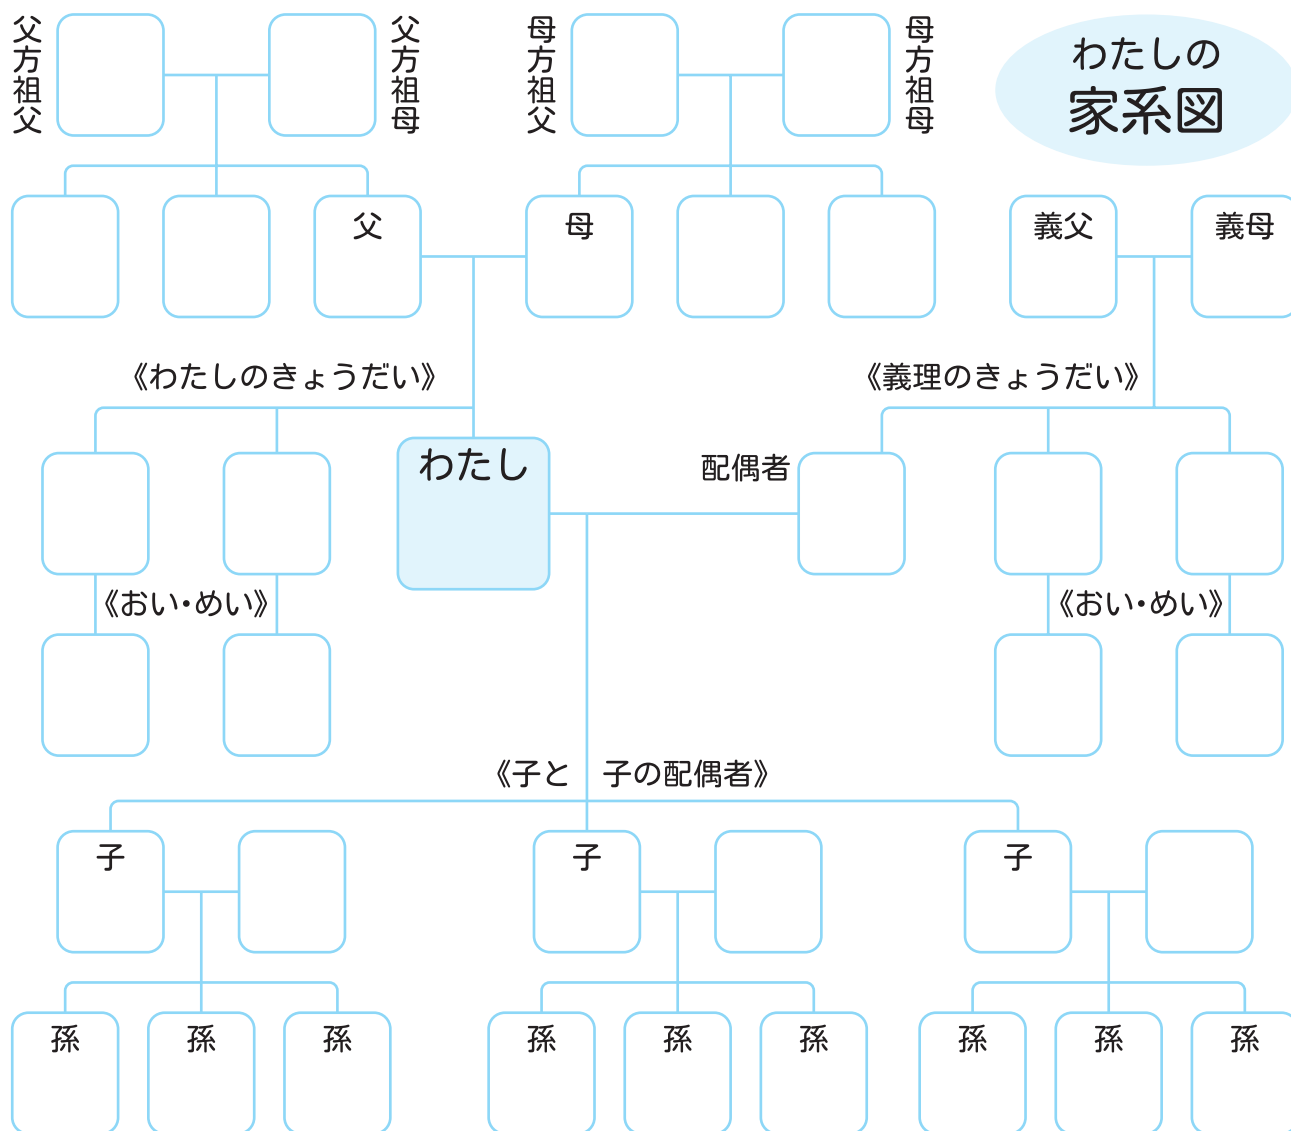 父方祖父
父方祖母
母方祖父
母方祖母
わたしの
家系図
父
母
義父
義母
《わたしのきょうだい》
《義理のきょうだい》
わたし
配偶者
《おい・めい》
《おい・めい》
《子と 子の配偶者》
子
子
子
孫
孫
孫
孫
孫
孫
孫
孫
孫